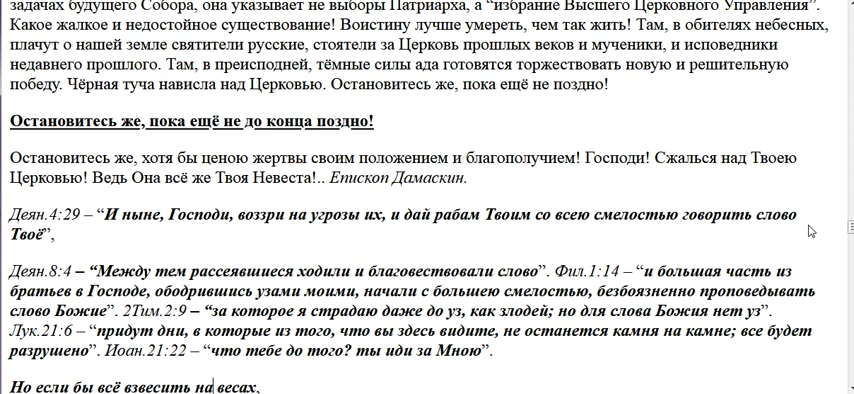 задачах будущего Собора, она указывает не выборы Патриарха, а “избрание Высшего Церковного Управления”.
Какое жалкое и недостойное существование! Воистину лучше умереть, чем так жить! Там, в обителях небесных,
плачут о нашей земле святители русские, стоятели за Церковь прошлых веков и мученики, и исповедники
недавнего прошлого. Там, в преисподней, тёмные силы ада готовятся торжествовать новую и решительную
победу. Чёрная туча нависла над Церковью. Остановитесь же, пока ещё не поздно!
Остановитесь же, пока ещё не до конца поздно!
Остановитесь же, хотя бы ценою жертвы своим положением и благополучием! Господи! Сжалься над Твоею
Церковью! Ведь Она всё же Твоя Невеста!.. Епископ Дамаскин.
Деян.4:29 – “И ныне, Господи, воззри на угрозы их, и дай рабам Твоим со всею смелостью говорить слово
Твоё”,
Деян.8:4 – “Между тем рассеявшиеся ходили и благовествовали слово”. Фил.1:14 – “и большая часть из
братьев в Господе, ободрившись узами моими, начали с большею смелостью, безбоязненно проповедывать
слово Божие”. 2Тим.2:9 – “за которое я страдаю даже до уз, как злодей; но для слова Божия нет уз”.
Лук.21:6 – “придут дни, в которые из того, что вы здесь видите, не останется камня на камне; все будет
разрушено”. Иоан.21:22 – “что тебе до того? ты иди за Мною”.
Но если бы всё взвесить на весах,